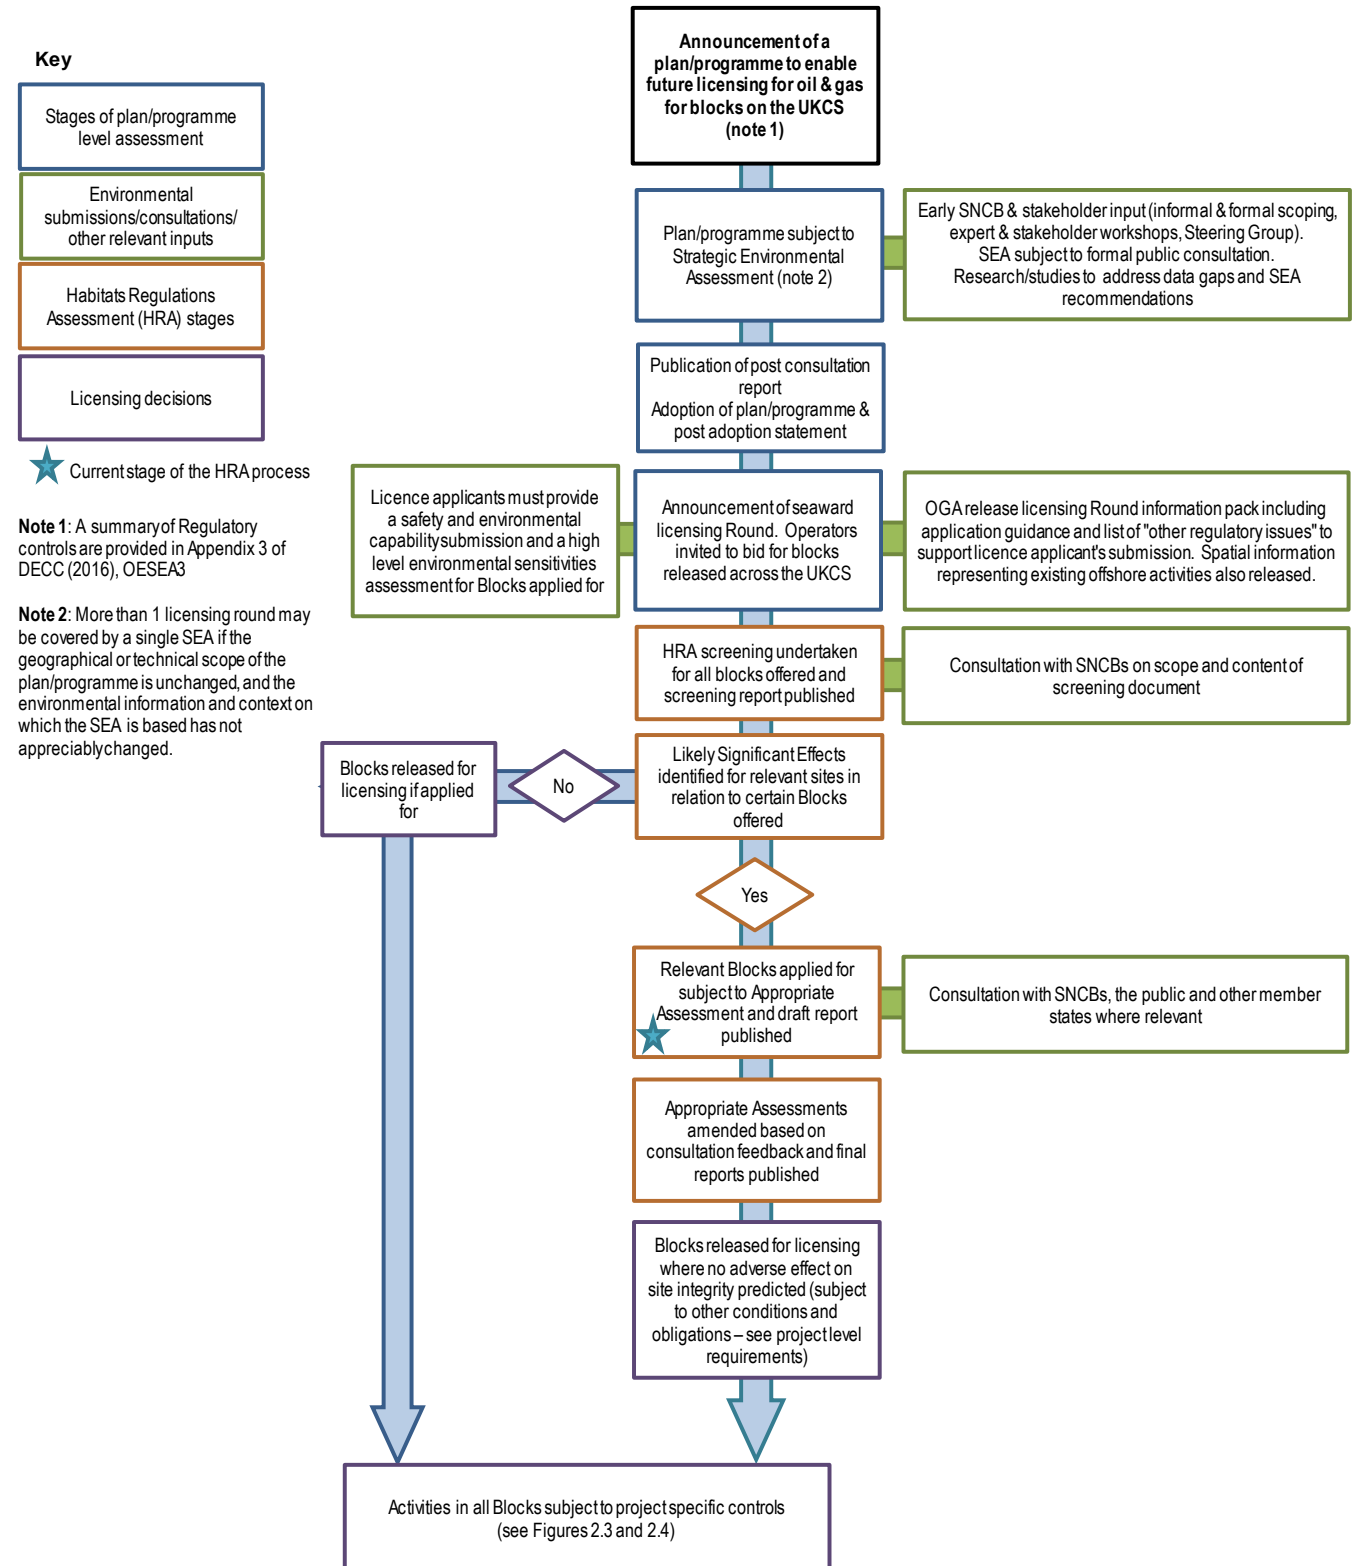 Key
Stages of plan/programme
level assessment
Environmental
submissions/consultations/
other relevant inputs
Habitats Regulations
Assessment (HRA) stages
Licensing decisions
Current stage of the HRA process
Note 1: A summary of Regulatory
controls are provided in Appendix 3 of
DECC (2016), OESEA3
Note 2: More than 1 licensing round may
be covered by a single SEA if the
geographical or technical scope of the
plan/programme is unchanged, and the
environmental information and context on
which the SEA is based has not
appreciably changed.
Announcement of a
plan/programme to enable
future licensing for oil & gas
for blocks on the UKCS
(note 1)
Plan/programme subject to
Strategic Environmental
Assessment (note 2)
Early SNCB & stakeholder input (informal & formal scoping,
expert & stakeholder workshops, Steering Group).
SEA subject to formal public consultation.
Research/studies to address data gaps and SEA
recommendations
Publication of post consultation
report
Adoption of plan/programme &
post adoption statement
Licence applicants must provide
a safety and environmental
capability submission and a high
level environmental sensitivities
assessment for Blocks applied for
Announcement of seaward
licensing Round. Operators
invited to bid for blocks
released across the UKCS
OGA release licensing Round information pack including
application guidance and list of "other regulatory issues" to
support licence applicant's submission. Spatial information
representing existing offshore activities also released.
HRA screening undertaken
for all blocks offered and
screening report published
Consultation with SNCBs on scope and content of
screening document
Blocks released for
licensing if applied
for
No
Likely Significant Effects
identified for relevant sites in
relation to certain Blocks
offered
Yes
Relevant Blocks applied for
subject to Appropriate
Assessment and draft report
published
Consultation with SNCBs, the public and other member
states where relevant
Appropriate Assessments
amended based on
consultation feedback and final
reports published
Blocks released for licensing
where no adverse effect on
site integrity predicted (subject
to other conditions and
obligations – see project level
requirements)
Activities in all Blocks subject to project specific controls
(see Figures 2.3 and 2.4)